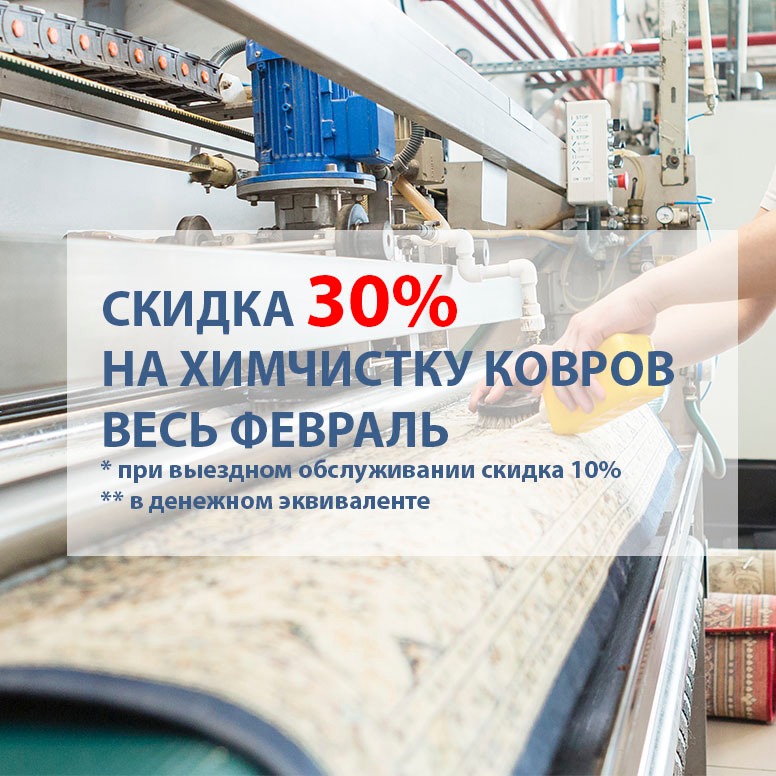 СКИДКА 30%
НА ХИМЧИСТКУ КОВРОВ
ВЕСЬ ФЕВРАЛЬ
* при выездном обслуживании скидка 10%
** в денежном эквиваленте